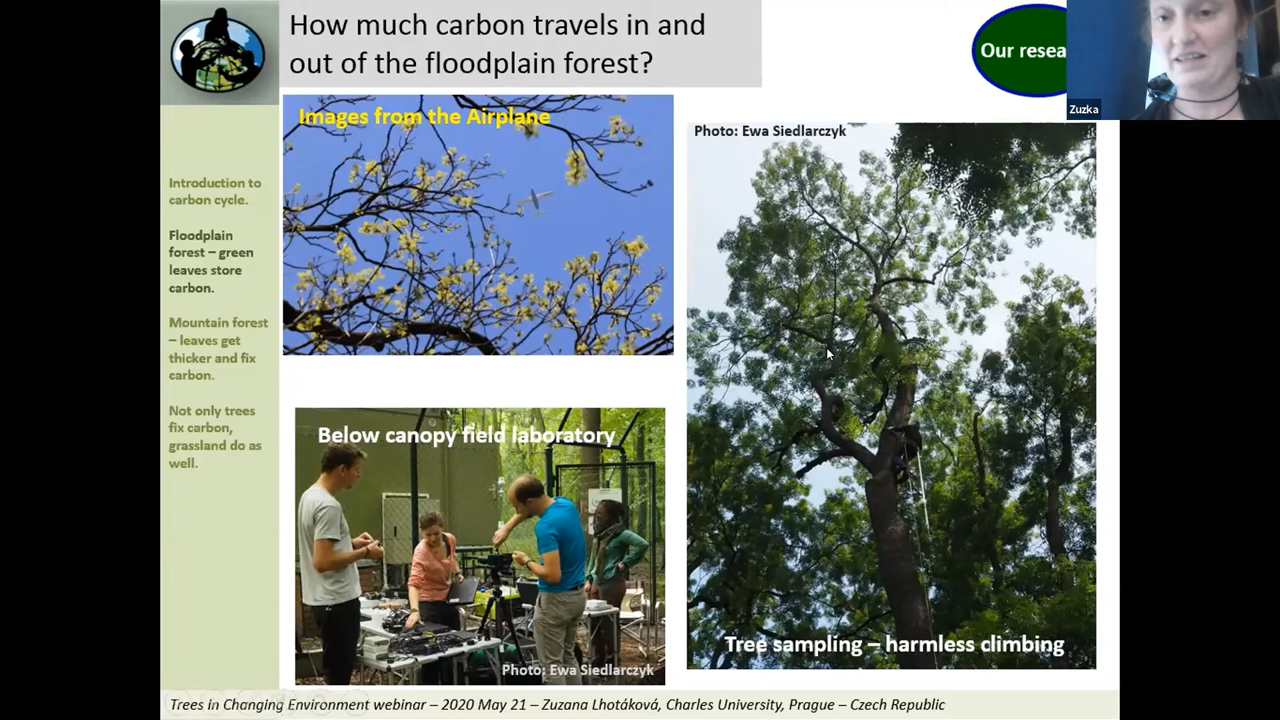 How much carbon travels in and
out of the floodplain forest?
Our resea
Zuzka
Introduction to
carbon cycle.
Floodplain
forest – green
leaves store
carbon.
Mountain forest
– leaves get
thicker and fix
carbon.
Not only trees
fix carbon,
grassland do as
well.
Images from the Airplane
Below canopy field laboratory
Photo: Ewa Siedlarczyk
Photo: Ewa Siedlarczyk
Tree sampling – harmless climbing
Trees in Changing Environment webinar – 2020 May 21 – Zuzana Lhotáková, Charles University, Prague – Czech Republic